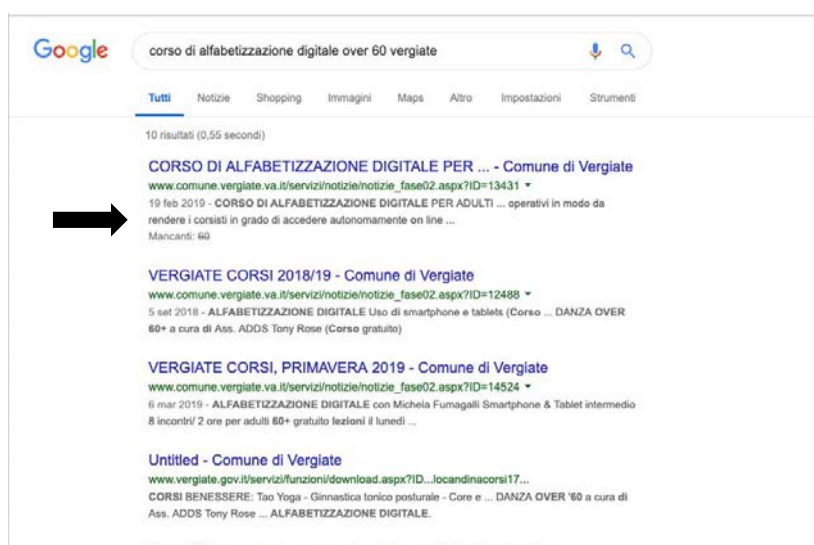 Google
corso di alfabetizzazione digitale over 60 vergiate
Tutti Notizie Shopping Immagini Maps Altro Impostazioni Strumenti
10 risultati (0,55 secondi)
CORSO DI ALFABETIZZAZIONE DIGITALE PER ... - Comune di Vergiate
www.comune.vergiate.va.it/servizi/notizie/notizie_fase02.aspx?ID=13431
19 feb 2019 - CORSO DI ALFABETIZZAZIONE DIGITALE PER ADULTI ... operativi in modo da
rendere i corsisti in grado di accedere autonomamente on line ...
Mancanti: 60
VERGIATE CORSI 2018/19 - Comune di Vergiate
www.comune.vergiate.va.it/servizi/notizie/notizie_fase02.aspx?ID=12488
5 set 2018 - ALFABETIZZAZIONE DIGITALE Uso di smartphone e tablets (Corso ... DANZA OVER
60+ a cura di Ass. ADDS Tony Rose (Corso gratuito)
VERGIATE CORSI, PRIMAVERA 2019 - Comune di Vergiate
www.comune.vergiate.va.it/servizi/notizie/notizie_fase02.aspx?ID=14524
6 mar 2019 - ALFABETIZZAZIONE DIGITALE con Michela Fumagalli Smartphone & Tablet intermedio
8 incontri/ 2 ore per adulti 60+ gratuito lezioni il lunedì ...
Untitled - Comune di Vergiate
www.vergiate.gov.it/servizi/funzioni/download.aspx?ID...locandinacorsi17...
CORSI BENESSERE: Tao Yoga - Ginnastica tonico posturale - Core e ... DANZA OVER '60 a cura di
Ass. ADDS Tony Rose ... ALFABETIZZAZIONE DIGITALE.